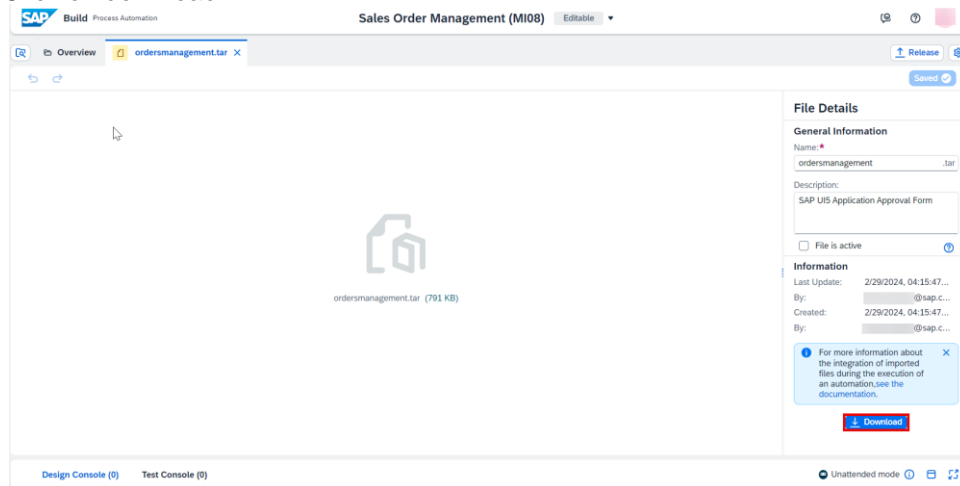 SAP Build Process Automation
Sales Order Management (MI08) Editable
Overview ordersmanagement.tar Release
Saved
File Details
General Information
Name:*
ordersmanagement .tar
Description:
SAP UI5 Application Approval Form
File is active
Information
Last Update: 2/29/2024, 04:15:47...
By: @sap.c...
Created: 2/29/2024, 04:15:47...
By: @sap.c...
ordersmanagement.tar (791 KB)
For more information about
the integration of imported
files during the execution of
an automation,see the
documentation.
Download
Design Console (0) Test Console (0) Unattended mode